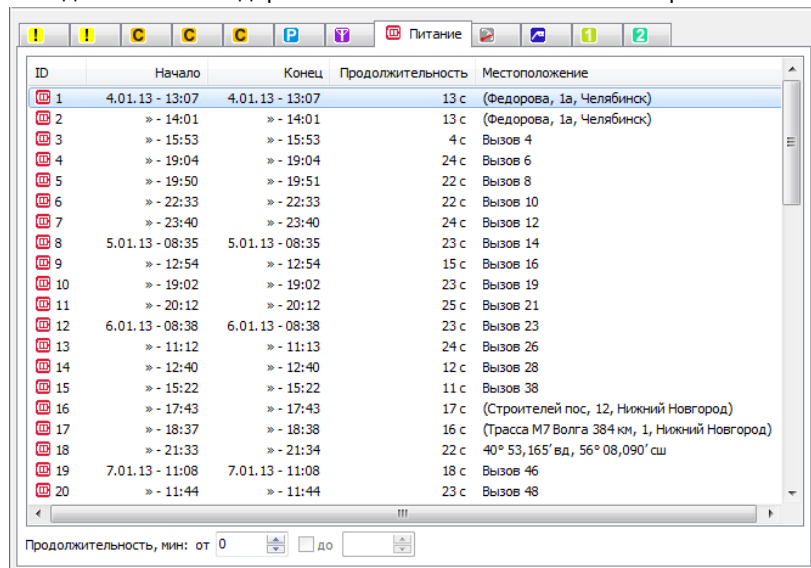 ! ! C C C P Питание 1 2
ID Начало Конец Продолжительность Местоположение
1 4.01.13 - 13:07 4.01.13 - 13:07 13 с (Федорова, 1а, Челябинск)
2 » - 14:01 » - 14:01 13 с (Федорова, 1а, Челябинск)
3 » - 15:53 » - 15:53 4 с Вызов 4
4 » - 19:04 » - 19:04 24 с Вызов 6
5 » - 19:50 » - 19:51 22 с Вызов 8
6 » - 22:33 » - 22:33 22 с Вызов 10
7 » - 23:40 » - 23:40 24 с Вызов 12
8 5.01.13 - 08:35 5.01.13 - 08:35 23 с Вызов 14
9 » - 12:54 » - 12:54 15 с Вызов 16
10 » - 19:02 » - 19:02 23 с Вызов 19
11 » - 20:12 » - 20:12 25 с Вызов 21
12 6.01.13 - 08:38 6.01.13 - 08:38 23 с Вызов 23
13 » - 11:12 » - 11:13 24 с Вызов 26
14 » - 12:40 » - 12:40 12 с Вызов 28
15 » - 15:22 » - 15:22 11 с Вызов 38
16 » - 17:43 » - 17:43 17 с (Строителей пос, 12, Нижний Новгород)
17 » - 18:37 » - 18:38 16 с (Трасса М7 Волга 384 км, 1, Нижний Новгород)
18 » - 21:33 » - 21:34 22 с 40° 53,165' вд, 56° 08,090' сш
19 7.01.13 - 11:08 7.01.13 - 11:08 18 с Вызов 46
20 » - 11:44 » - 11:44 23 с Вызов 48
Продолжительность, мин: от 0 до